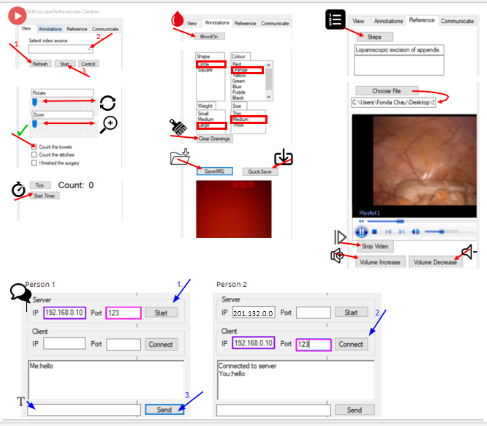 Orthoscope/Arthroscope Camera
View Annotations Reference Communicate
Select video source
1.
2.
Refresh Start Control
3.
Rotate
Zoom
Count the towels
Count the stitches
I finished the surgery
Tick Count: 0
Start Timer
View Annotations Reference Communicate
BloodOn
Shape Colour
Circle Red
Square Orange
Yellow
Green
Blue
Purple
Black
Weight Size
Small Thin
Medium Medium
Large Thick
Clear Drawings
SaveIMG QuickSave
View Annotations Reference Communicate
Steps
Loparoscopic excision of appendix
Choose File
C:\Users\Fonda Chau\Desktop\
Playlist1
Stop Video
Volume Increase Volume Decrease
Person 1
Server
1.
IP 192.168.0.10 Port 123 Start
Client
IP Port Connect
Me:hello
3.
T
Send
Person 2
Server
IP 201.132.0.0 Port Start
2.
Client
IP 192.168.0.10 Port 123 Connect
Connected to server
You:hello
Send